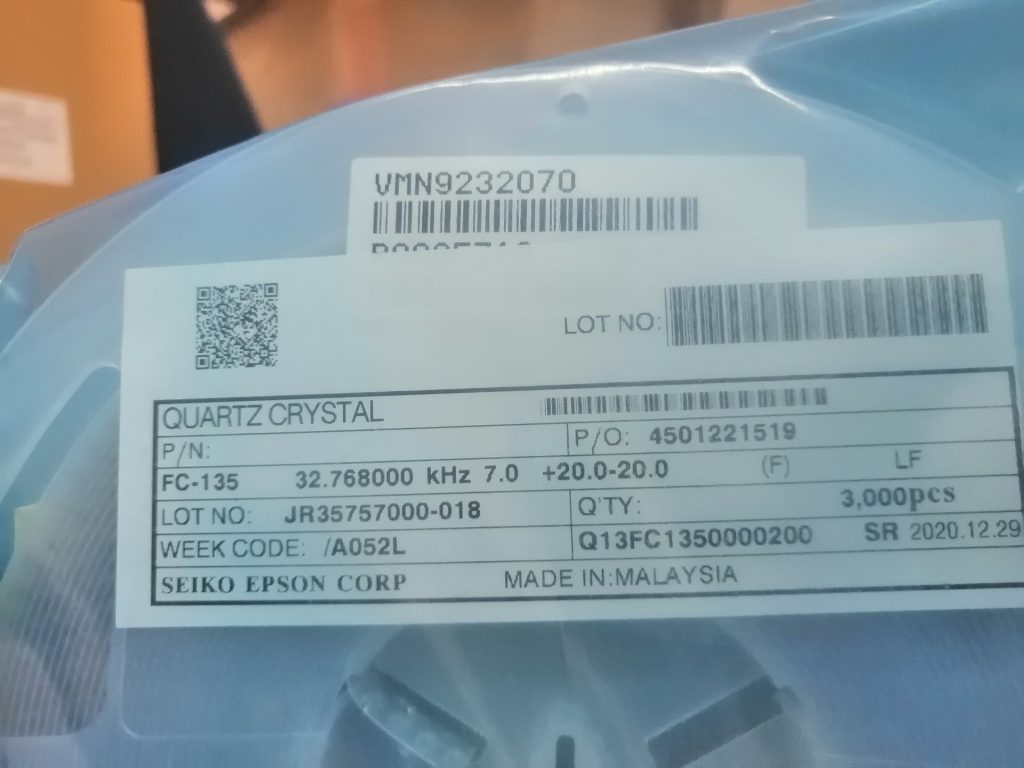 VMN9232070
LOT NO:
QUARTZ CRYSTAL
P/N:
P/O: 4501221519
FC-135 32.768000 kHz 7.0 +20.0-20.0 (F) LF
LOT NO: JR35757000-018
Q'TY: 3,000pcs
WEEK CODE: /A052L
Q13FC1350000200 SR 2020.12.29
SEIKO EPSON CORP MADE IN:MALAYSIA